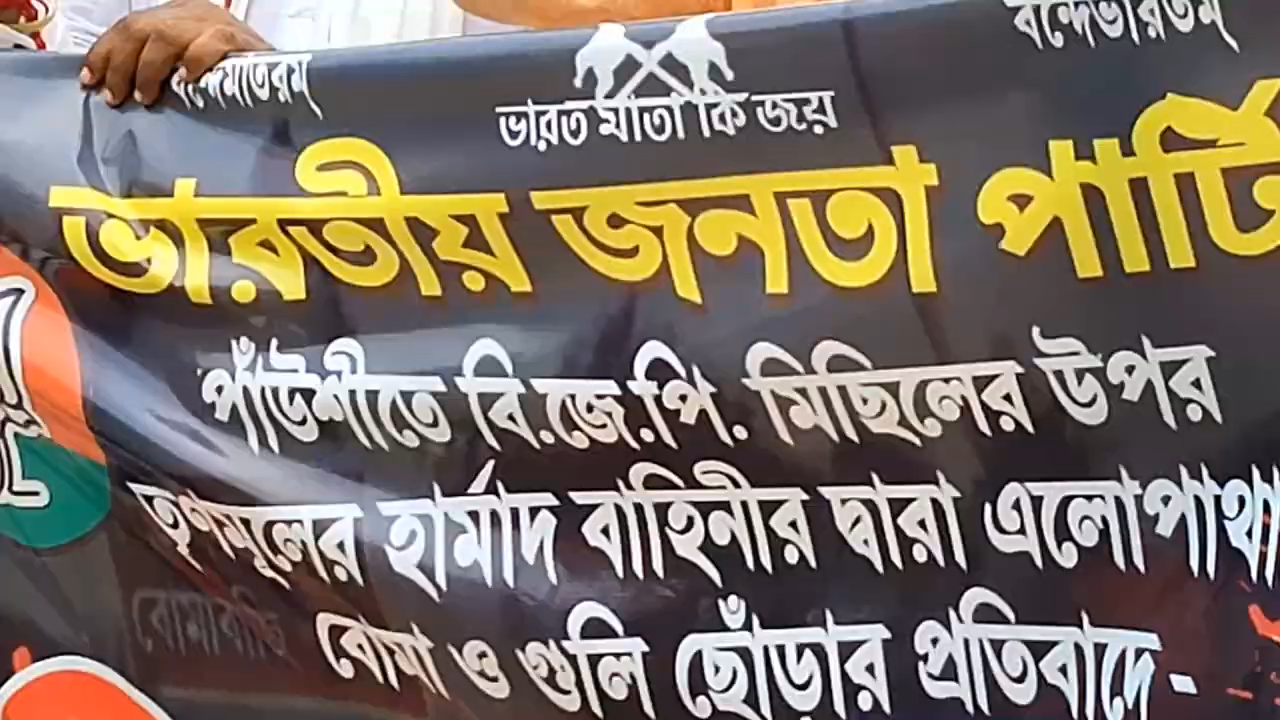 বন্দেমাতরম্ ভারত মাতা কি জয় বন্দেভারতম্
ভারতীয় জনতা পার্টি
পাঁউশীতে বি.জে.পি. মিছিলের উপর
তৃণমূলের হার্মাদ বাহিনীর দ্বারা এলোপাথা
বোমা ও গুলি ছোঁড়ার প্রতিবাদে -